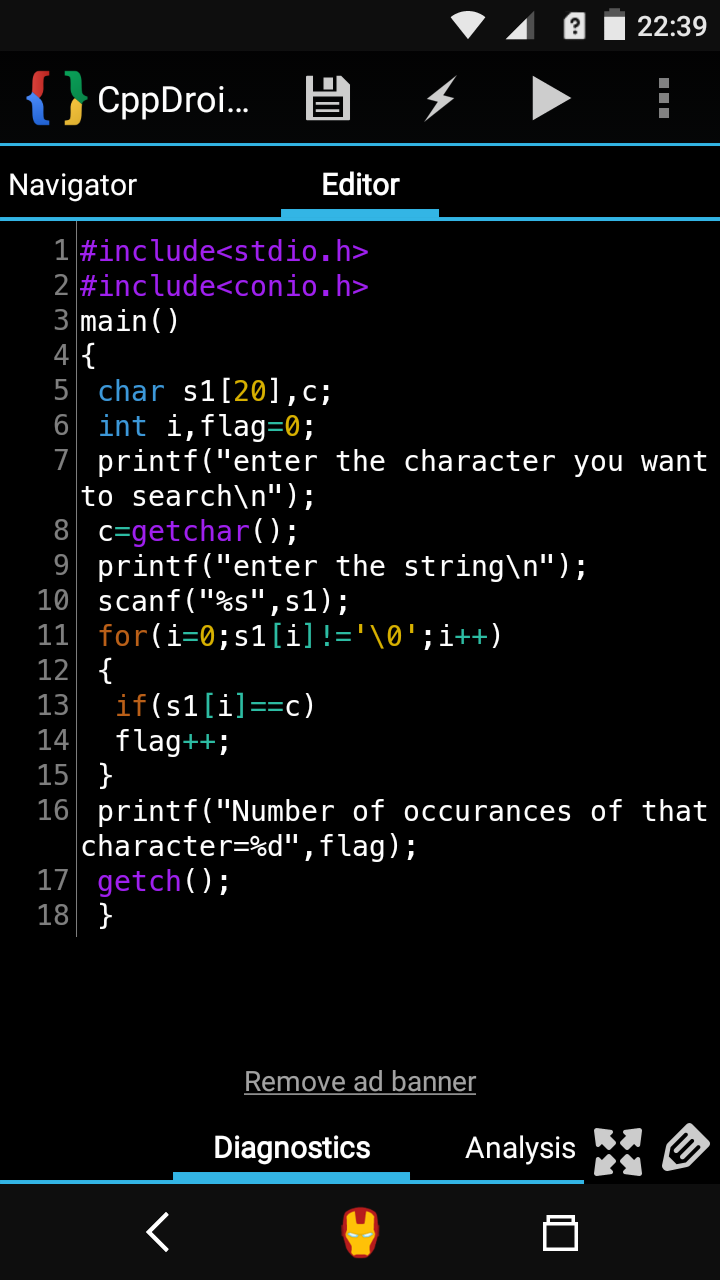 22:39
CppDroi...
Navigator Editor
1 #include<stdio.h>
2 #include<conio.h>
3 main()
4 {
5 char s1[20],c;
6 int i,flag=0;
7 printf("enter the character you want
to search\n");
8 c=getchar();
9 printf("enter the string\n");
10 scanf("%s",s1);
11 for(i=0;s1[i]!='\0';i++)
12 {
13 if(s1[i]==c)
14 flag++;
15 }
16 printf("Number of occurances of that
character=%d",flag);
17 getch();
18 }
Remove ad banner
Diagnostics Analysis